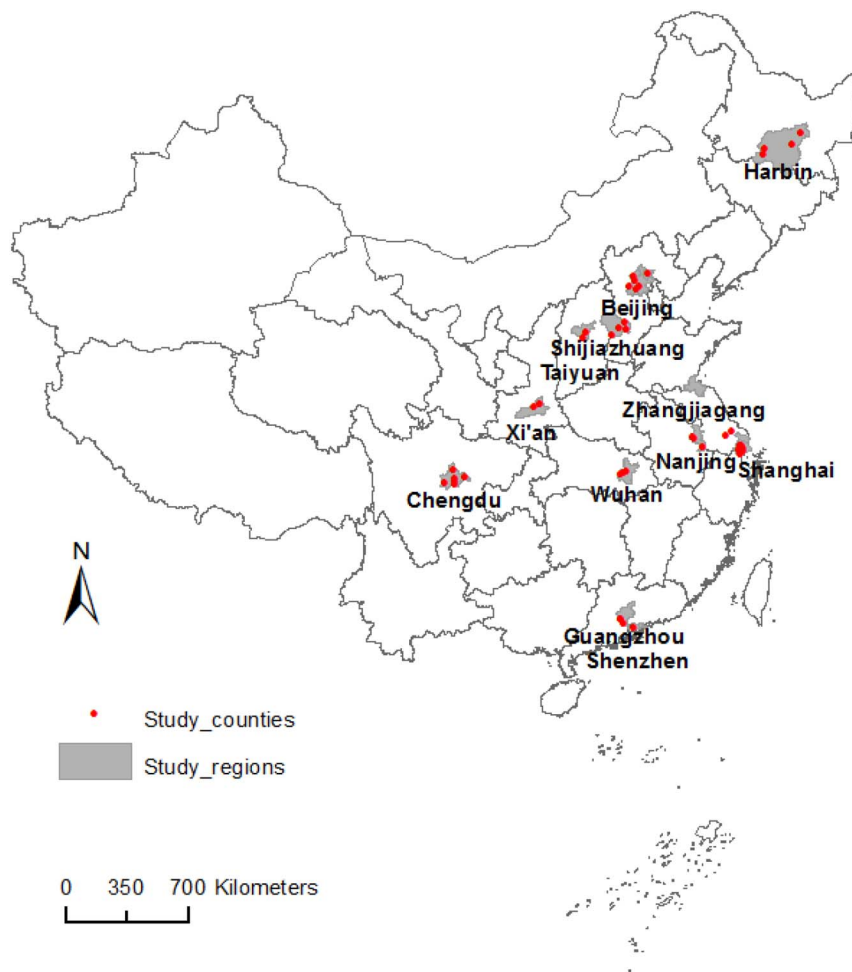 Harbin
Beijing
Shijiazhuang
Taiyuan
Zhangjiagang
Xi'an
Nanjing
Shanghai
Chengdu
Wuhan
N
Guangzhou
Shenzhen
Study_counties
Study_regions
0 350 700 Kilometers